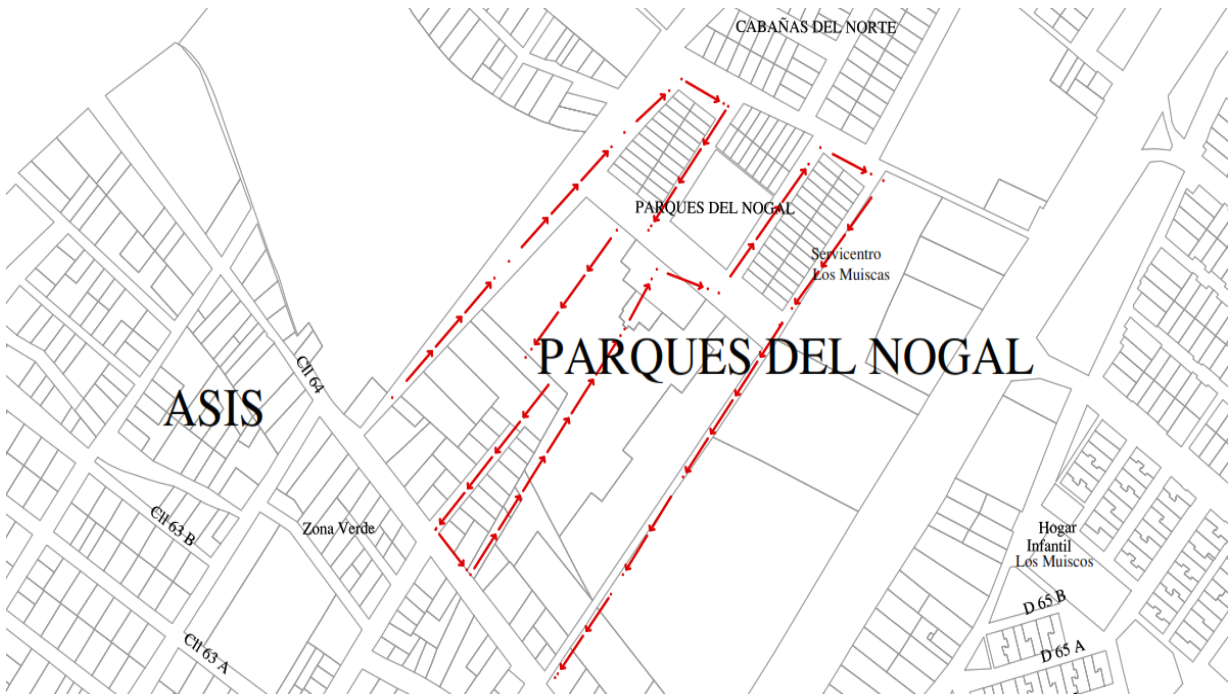 CABAÑAS DEL NORTE
PARQUES DEL NOGAL
Servicentro
Los Muiscas
PARQUES DEL NOGAL
Cll 64
ASIS
Cll 63 B
Zona Verde
Hogar
Infantil
Los Muiscos
D 65 B
Cll 63 A
D 65 A